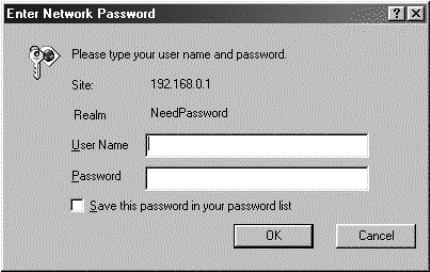 Enter Network Password
Please type your user name and password.
Site: 192.168.0.1
Realm NeedPassword
User Name
Password
Save this password in your password list
OK Cancel